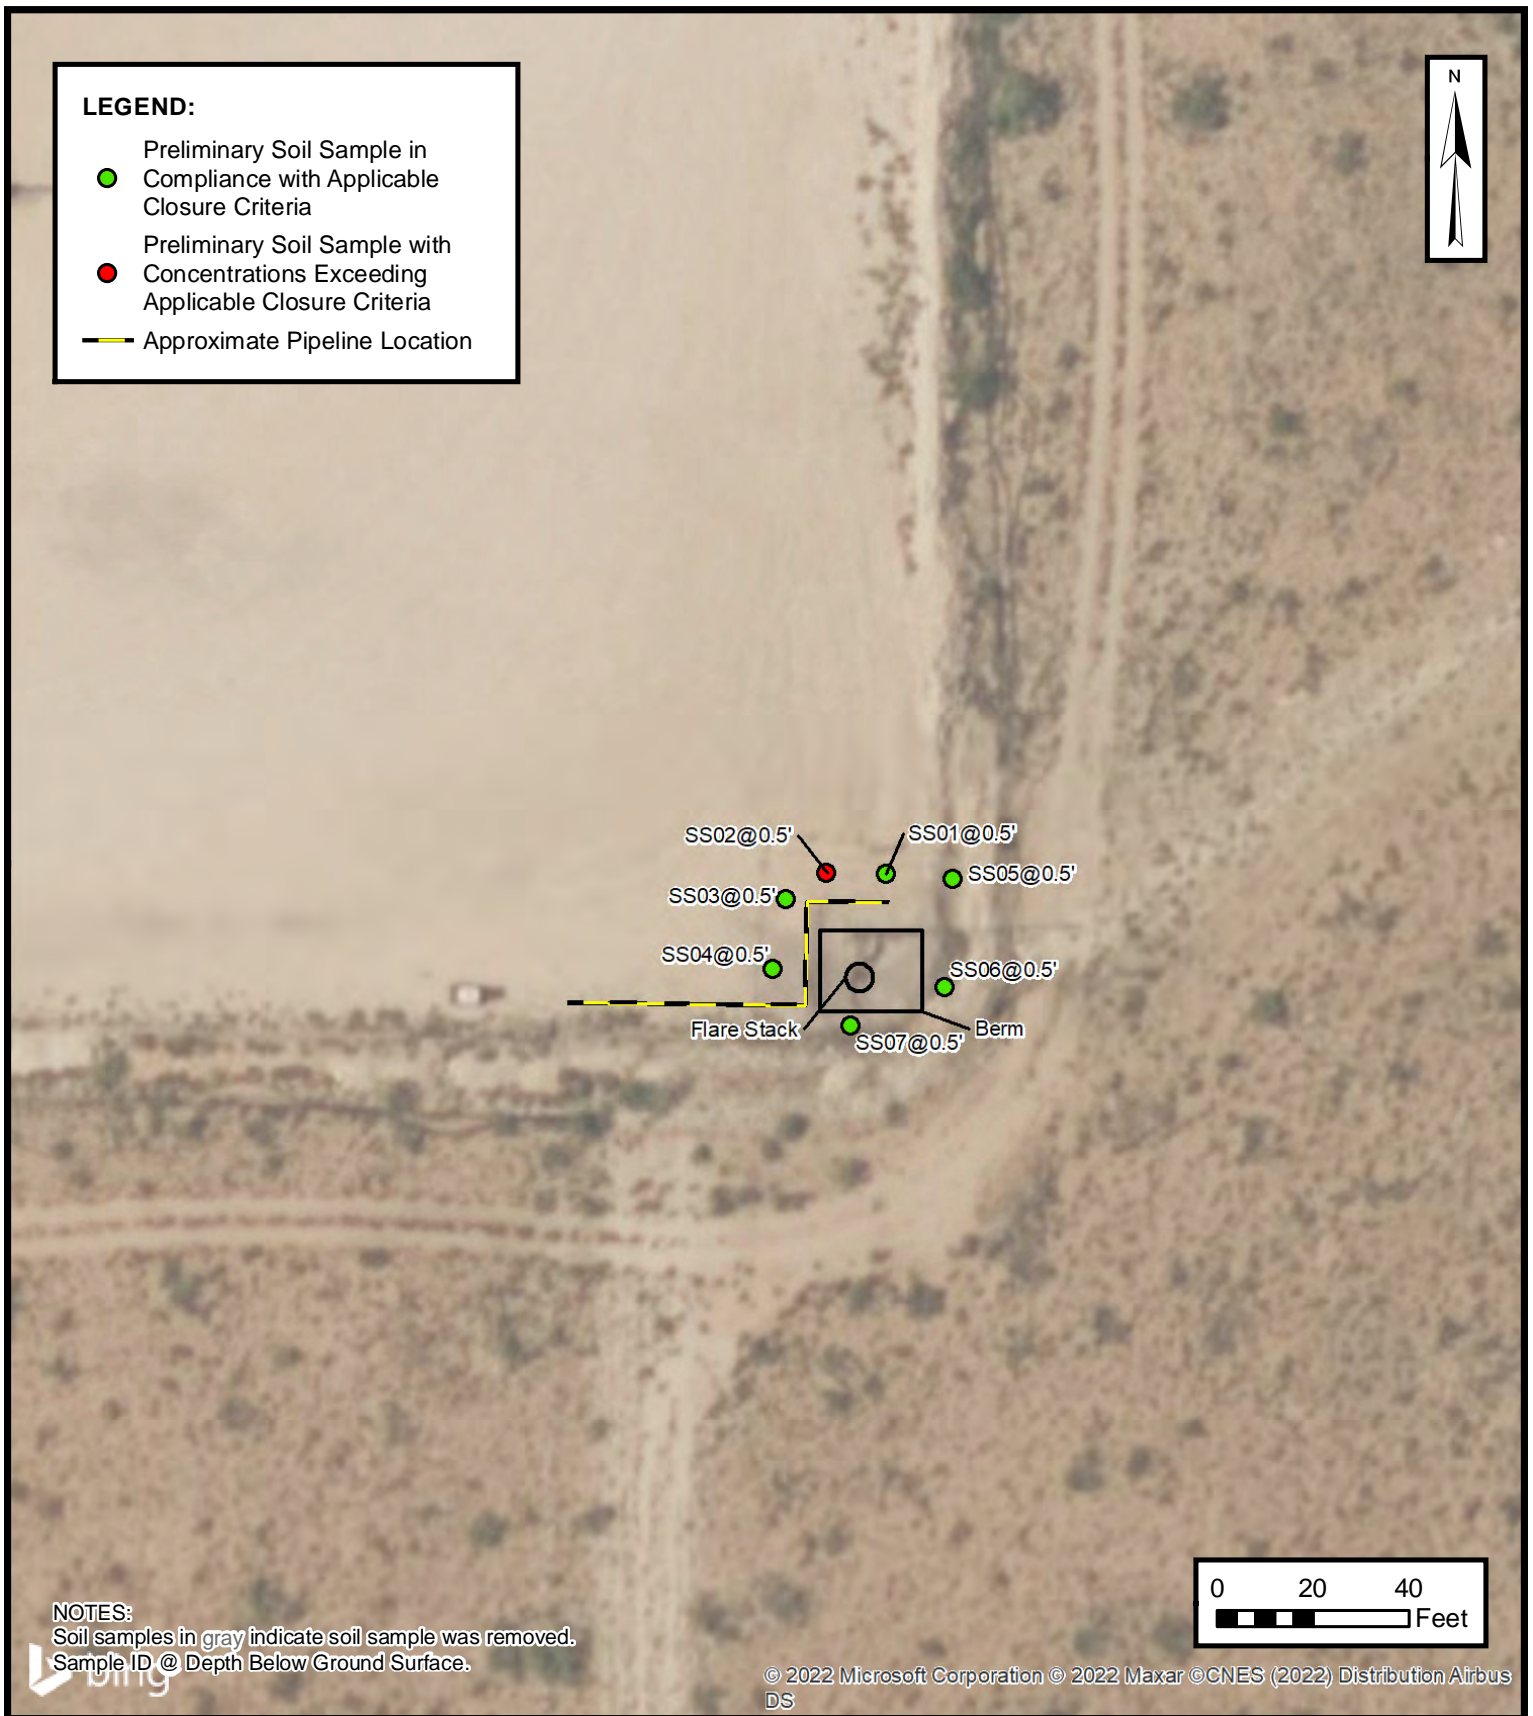 LEGEND:
Preliminary Soil Sample in
Compliance with Applicable
Closure Criteria
Preliminary Soil Sample with
Concentrations Exceeding
Applicable Closure Criteria
Approximate Pipeline Location
N
SS02@0.5'
SS01@0.5'
SS05@0.5'
SS03@0.5'
SS04@0.5'
SS06@0.5'
Flare Stack
Berm
SS07@0.5'
0 20 40
Feet
NOTES:
Soil samples in gray indicate soil sample was removed.
Sample ID @ Depth Below Ground Surface.
bing
© 2022 Microsoft Corporation © 2022 Maxar ©CNES (2022) Distribution Airbus
DS